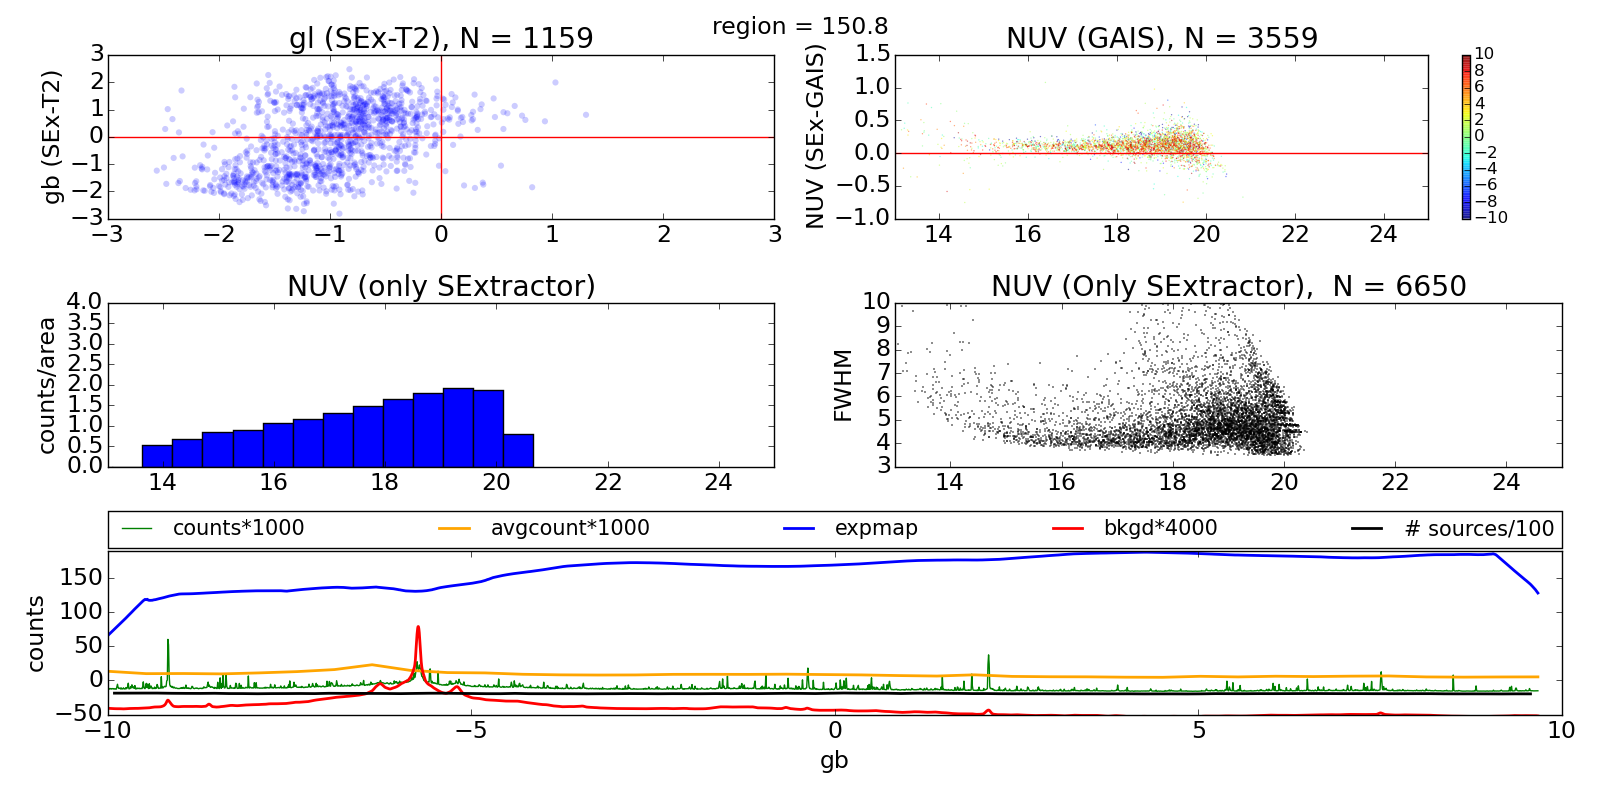 region = 150.8
gl (SEx-T2), N = 1159
gb (SEx-T2)
3
2
1
0
−1
−2
−3
−3 −2 −1 0 1 2 3
NUV (GAIS), N = 3559
NUV (SEx-GAIS)
1.5
1.0
0.5
0.0
−0.5
−1.0
14 16 18 20 22 24
10
8
6
4
2
0
−2
−4
−6
−8
−10
NUV (only SExtractor)
counts/area
4.0
3.5
3.0
2.5
2.0
1.5
1.0
0.5
0.0
14 16 18 20 22 24
NUV (Only SExtractor), N = 6650
FWHM
10
9
8
7
6
5
4
3
14 16 18 20 22 24
counts*1000 avgcount*1000 expmap bkgd*4000 # sources/100
counts
150
100
50
0
−50
−10 −5 0 5 10
gb